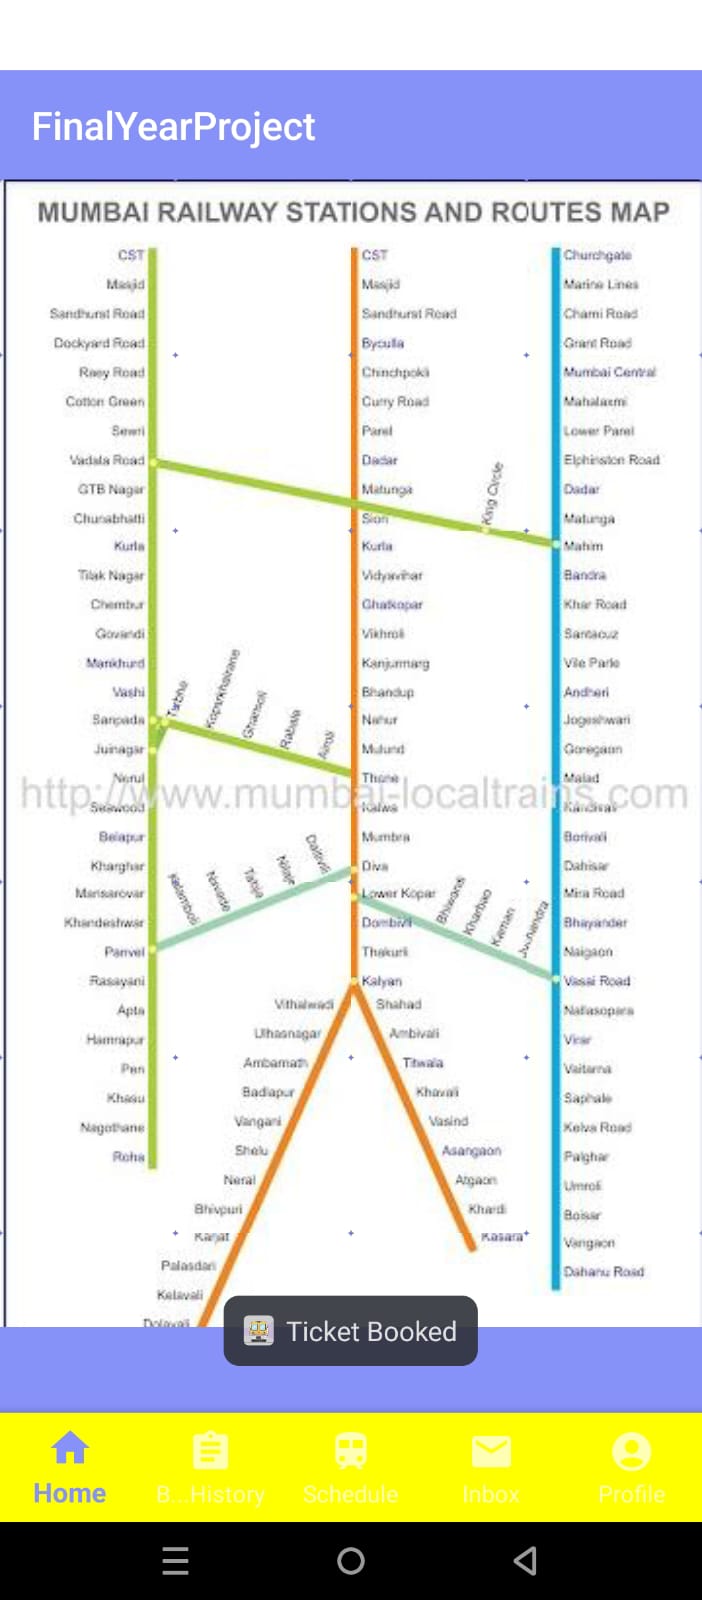 FinalYearProject
MUMBAI RAILWAY STATIONS AND ROUTES MAP
CST
Masjid
Sandhurst Road
Dockyard Road
Raey Road
Cotton Green
Sewri
Vadala Road
GTB Nagar
Chunabhatti
Kurla
Tilak Nagar
Chembur
Govandi
Mankhurd
Vashi
Sanpada
Juinagar
Nerul
Seawood
Belapur
Kharghar
Mansarovar
Khandeshwar
Panvel
Rasayani
Apta
Hamrapur
Pen
Khasu
Nagothane
Roha
CST
Masjid
Sandhurst Road
Byculla
Chinchpokli
Curry Road
Parel
Dadar
Matunga
Sion
Kurla
Vidyavihar
Ghatkopar
Vikhroli
Kanjurmarg
Bhandup
Nahur
Mulund
Thane
Kalwa
Mumbra
Diva
Lower Kopar
Dombivli
Thakurli
Kalyan
Churchgate
Marine Lines
Charni Road
Grant Road
Mumbai Central
Mahalaxmi
Lower Parel
Elphinston Road
Dadar
Matunga
Mahim
Bandra
Khar Road
Santacuz
Vile Parle
Andheri
Jogeshwari
Goregaon
Malad
Kandivali
Borivali
Dahisar
Mira Road
Bhayander
Naigaon
Vasai Road
Nallasopara
Virar
Vaitarna
Saphale
Kelva Road
Palghar
Umroli
Boisar
Vangaon
Dahanu Road
King Circle
Turbhe
Koparkhairane
Ghansoli
Rabale
Airoli
Kalamboli
Navade
Taloja
Nilaje
Dativali
Bhiwandi
Kharbao
Kaman
Juchandra
Vithalwadi
Ulhasnagar
Ambarnath
Badlapur
Vangani
Shelu
Neral
Bhivpuri
Karjat
Palasdari
Kelavali
Dolavali
Shahad
Ambivali
Titwala
Khavali
Vasind
Asangaon
Atgaon
Khardi
Kasara
http://www.mumbai-localtrains.com
Ticket Booked
Home
B...History
Schedule
Inbox
Profile